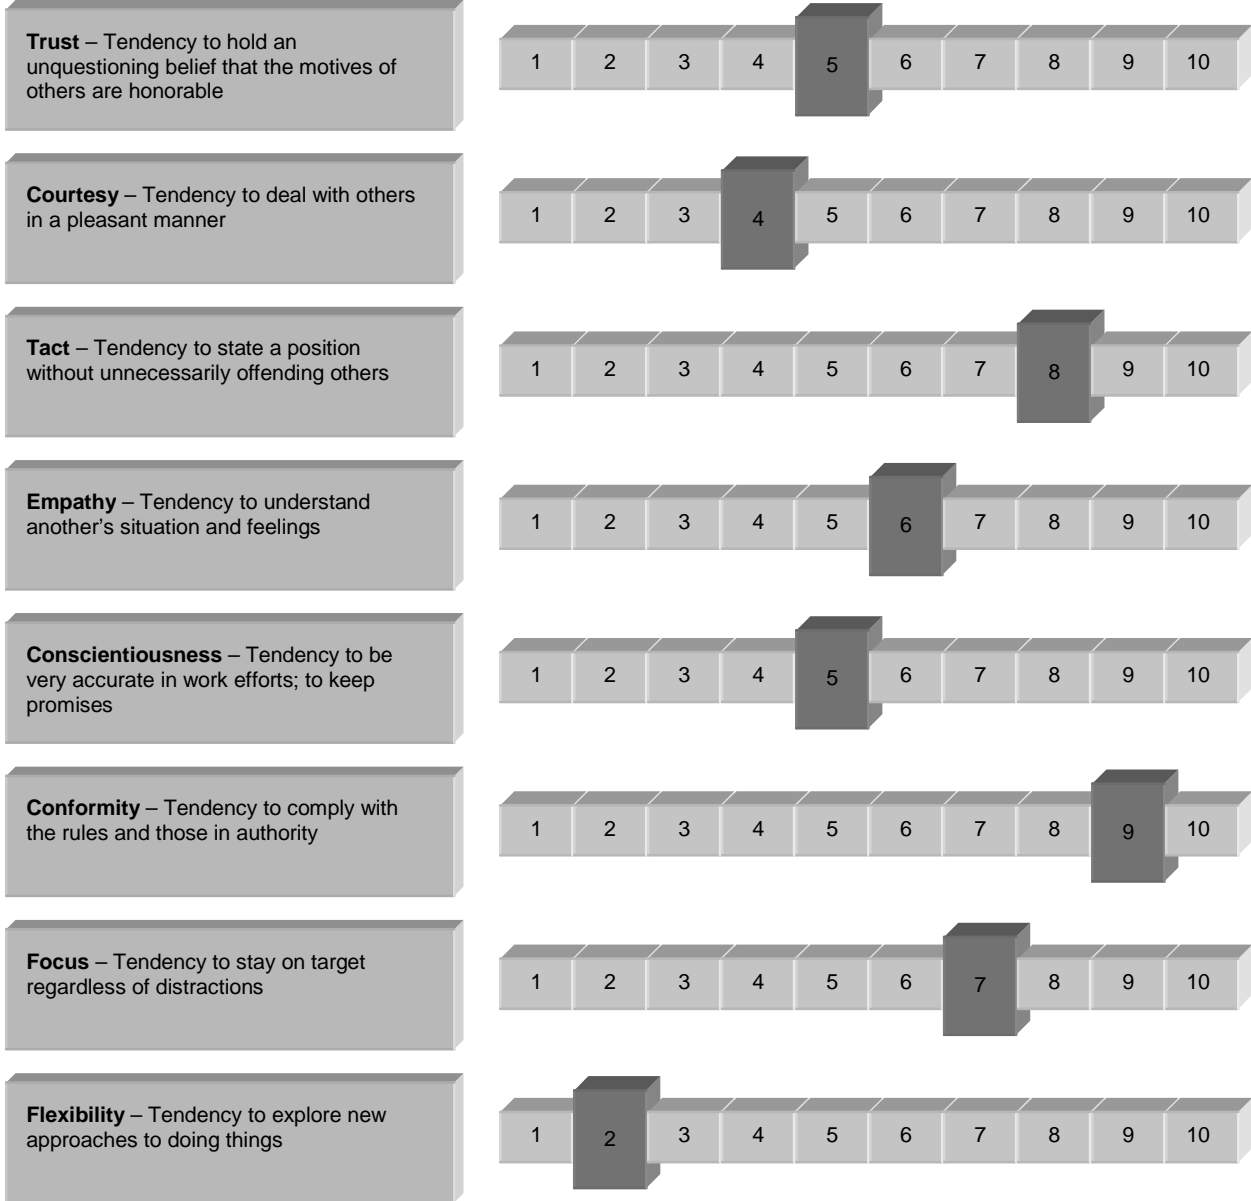 Trust – Tendency to hold an
unquestioning belief that the motives of
others are honorable
1 2 3 4 5 6 7 8 9 10
Courtesy – Tendency to deal with others
in a pleasant manner
1 2 3 4 5 6 7 8 9 10
Tact – Tendency to state a position
without unnecessarily offending others
1 2 3 4 5 6 7 8 9 10
Empathy – Tendency to understand
another’s situation and feelings
1 2 3 4 5 6 7 8 9 10
Conscientiousness – Tendency to be
very accurate in work efforts; to keep
promises
1 2 3 4 5 6 7 8 9 10
Conformity – Tendency to comply with
the rules and those in authority
1 2 3 4 5 6 7 8 9 10
Focus – Tendency to stay on target
regardless of distractions
1 2 3 4 5 6 7 8 9 10
Flexibility – Tendency to explore new
approaches to doing things
1 2 3 4 5 6 7 8 9 10